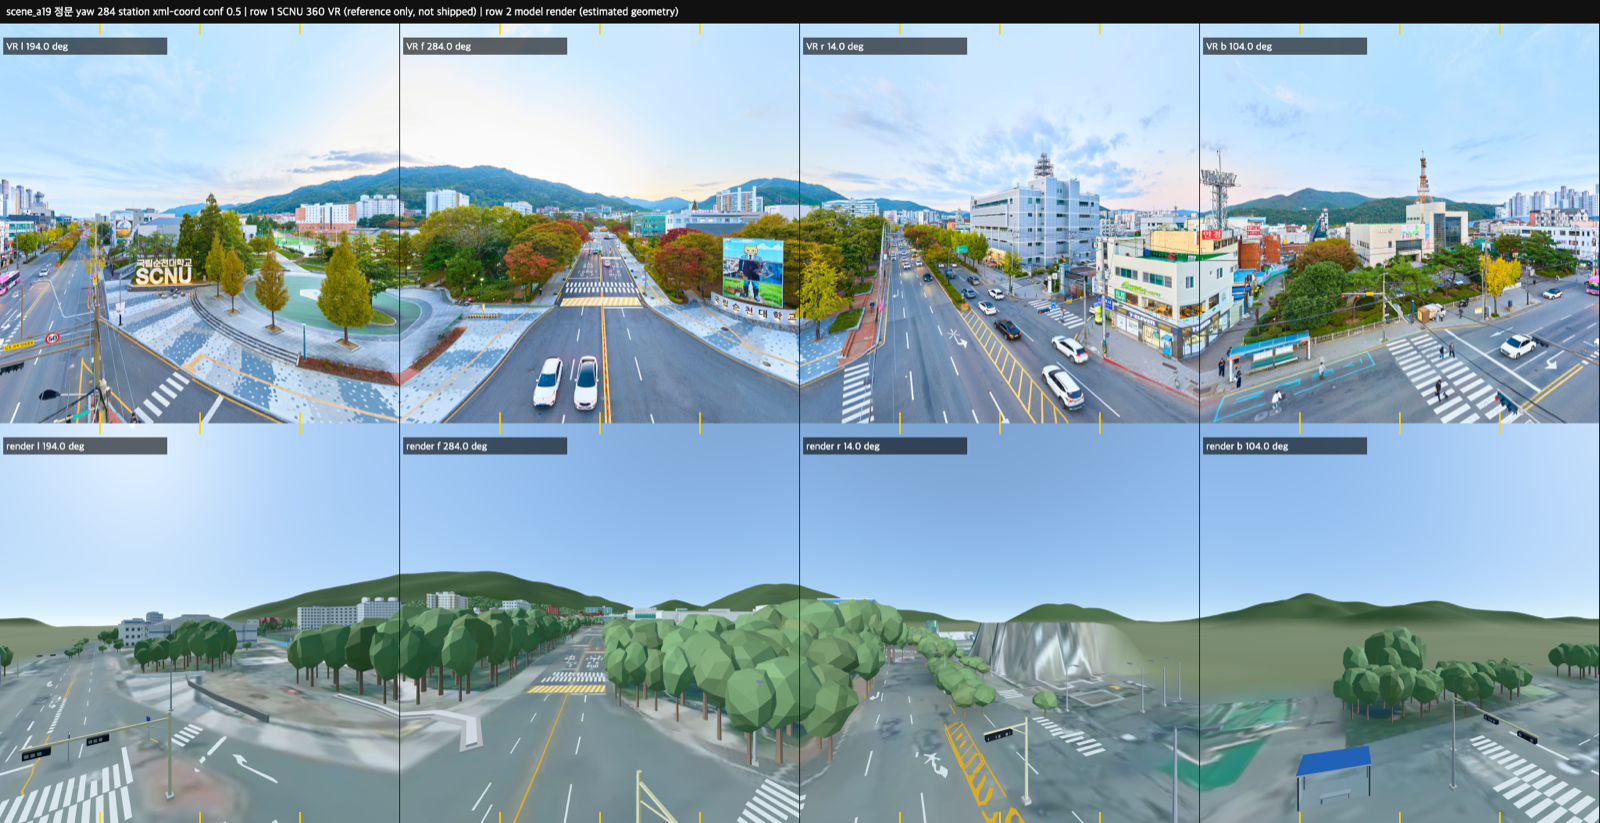 scene_a19 정문 yaw 284 station xml-coord conf 0.5 | row 1 SCNU 360 VR (reference only, not shipped) | row 2 model render (estimated geometry)
VR l 194.0 deg
VR f 284.0 deg
VR r 14.0 deg
VR b 104.0 deg
국립순천대학교
SCNU
render l 194.0 deg
render f 284.0 deg
render r 14.0 deg
render b 104.0 deg